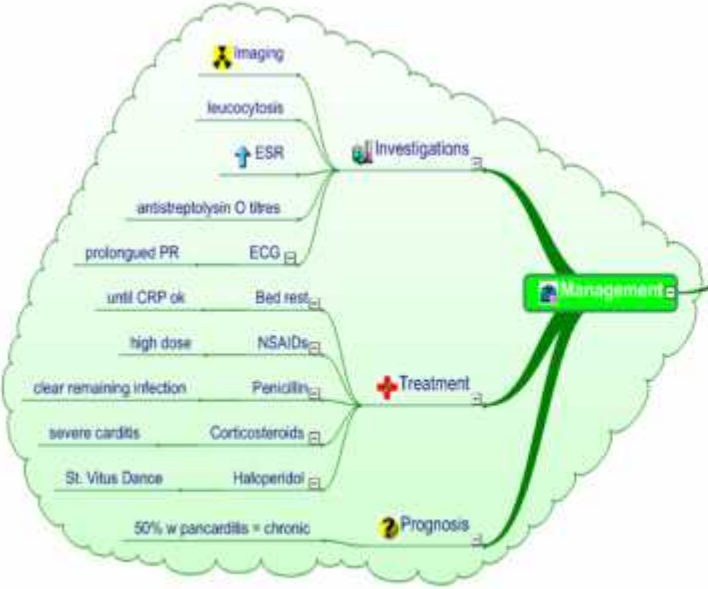 Imaging
leucocytosis
ESR
Investigations
antistreptolysin O titres
prolongued PR
ECG
Management
until CRP ok
Bed rest
high dose
NSAIDs
clear remaining infection
Penicillin
Treatment
severe carditis
Corticosteroids
St. Vitus Dance
Haloperidol
50% w pancarditis = chronic
Prognosis